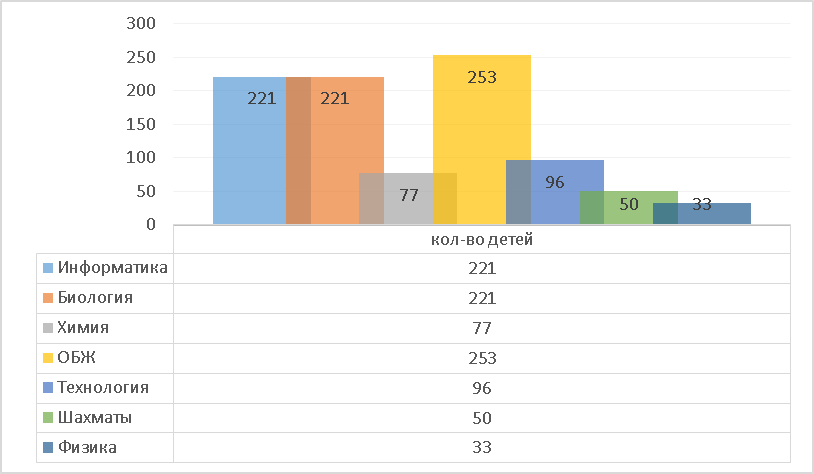 300
250
200
150
100
50
0
221
221
77
253
96
50
33
кол-во детей
Информатика 221
Биология 221
Химия 77
ОБЖ 253
Технология 96
Шахматы 50
Физика 33